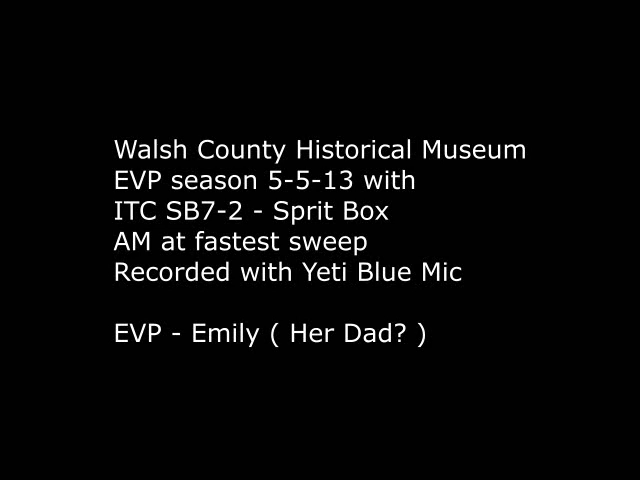 Walsh County Historical Museum
EVP season 5-5-13 with
ITC SB7-2 - Sprit Box
AM at fastest sweep
Recorded with Yeti Blue Mic
EVP - Emily ( Her Dad? )